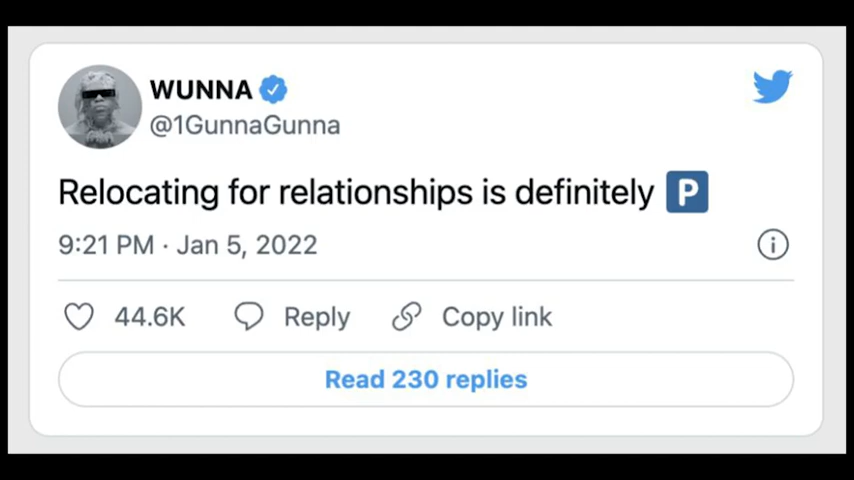 WUNNA
@1GunnaGunna
Relocating for relationships is definitely 🅿️
9:21 PM · Jan 5, 2022
44.6K Reply Copy link
Read 230 replies